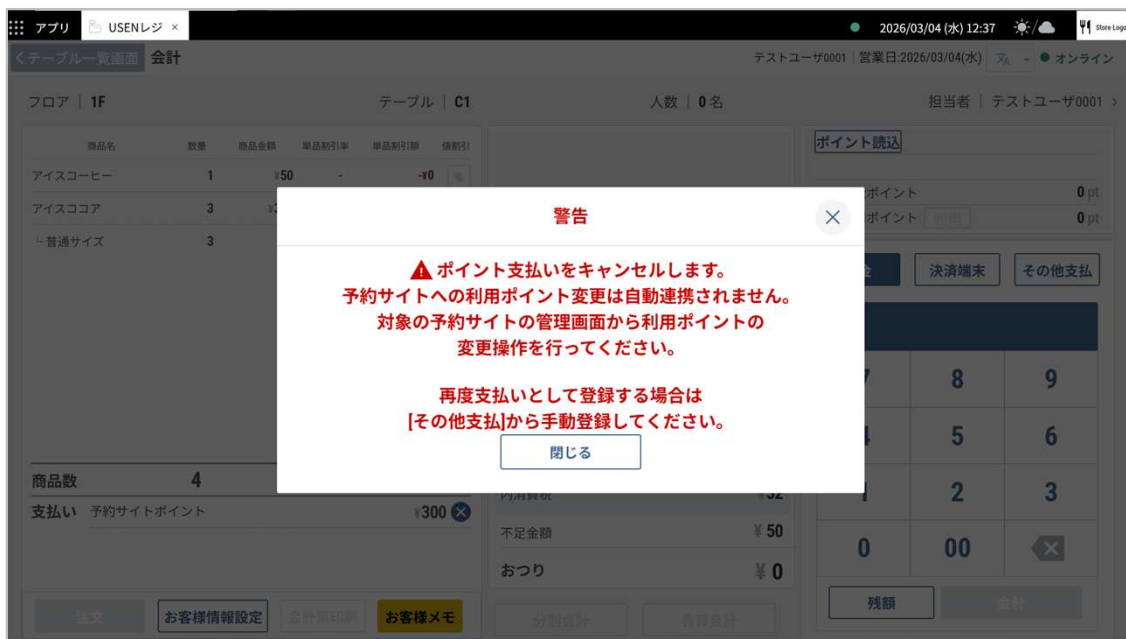 アプリ
USENレジ ×
2026/03/04 (水) 12:37
Store Logo
く テーブル一覧画面
会計
テストユーザ0001
営業日:2026/03/04(水)
オンライン
フロア | 1F
テーブル | C1
人数 | 0 名
担当者 | テストユーザ0001 >
商品名 数量 商品金額 単品割引率 単品割引額 値割引
アイスコーヒー 1 ¥50 - -¥0
アイスココア 3
└ 普通サイズ 3
ポイント読込
ポイント 0 pt
ポイント 利用 0 pt
決済端末
その他支払
警告
ポイント支払いをキャンセルします。
予約サイトへの利用ポイント変更は自動連携されません。
対象の予約サイトの管理画面から利用ポイントの
変更操作を行ってください。
再度支払いとして登録する場合は
[その他支払]から手動登録してください。
閉じる
商品数 4
支払い 予約サイトポイント ¥300
内消費税 32
不足金額 ¥ 50
おつり ¥ 0
8 9
5 6
2 3
0 00
残額
会計
注文
お客様情報設定
会計票印刷
お客様メモ
分割会計
合算会計